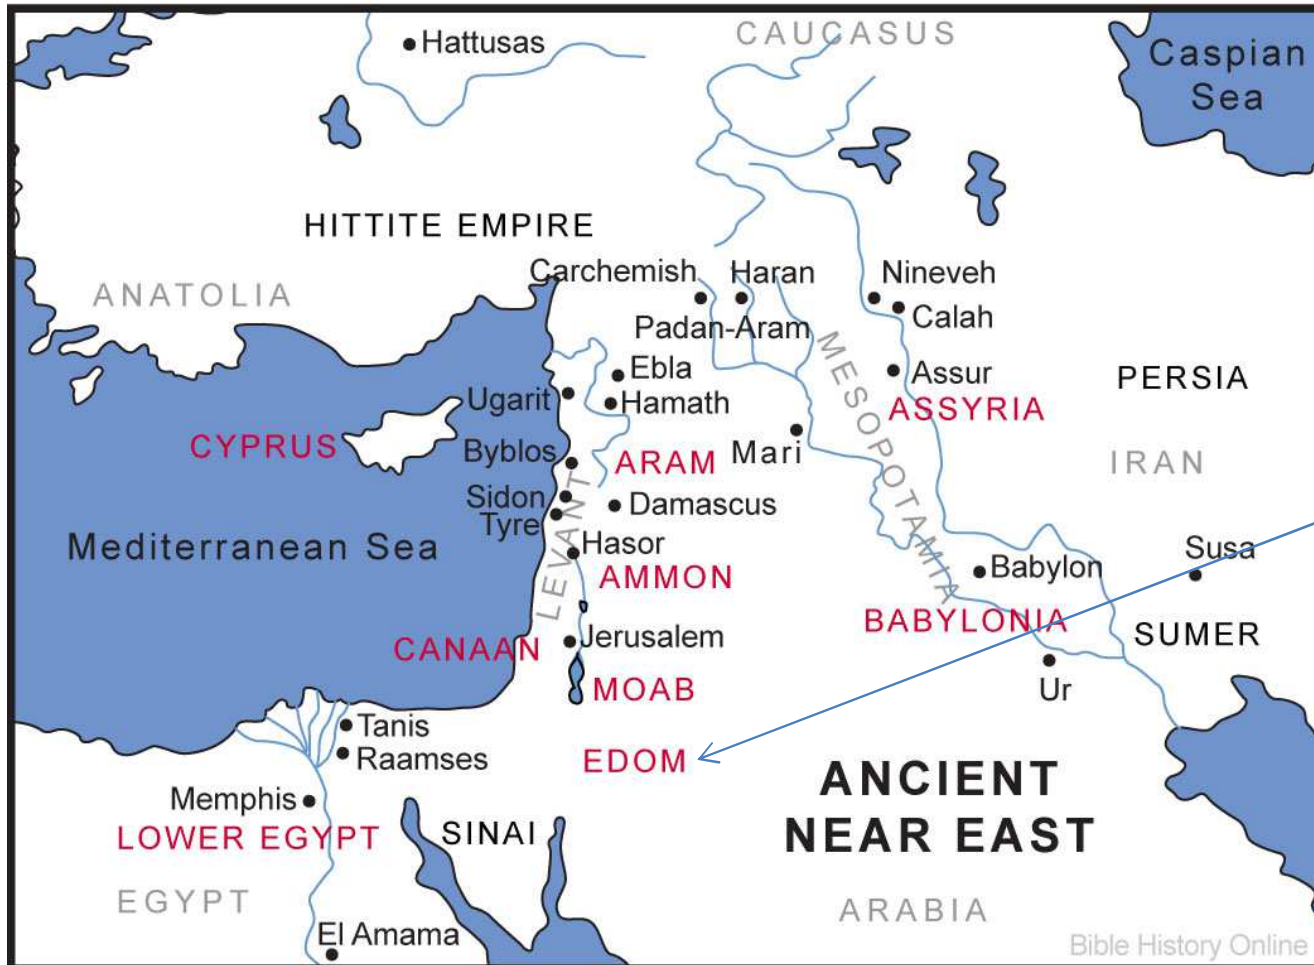 CAUCASUS
Hattusas
Caspian
Sea
HITTITE EMPIRE
ANATOLIA
Carchemish
Haran
Nineveh
Padan-Aram
Calah
MESOPOTAMIA
Ebla
Assur
PERSIA
Ugarit
Hamath
ASSYRIA
CYPRUS
Byblos
ARAM
Mari
IRAN
Sidon
Damascus
Tyre
LEVANT
Mediterranean Sea
Hasor
AMMON
Babylon
Susa
BABYLONIA
SUMER
CANAAN
Jerusalem
MOAB
Ur
Tanis
Raamses
EDOM
ANCIENT
NEAR EAST
Memphis
LOWER EGYPT
SINAI
EGYPT
ARABIA
El Amama
Bible History Online